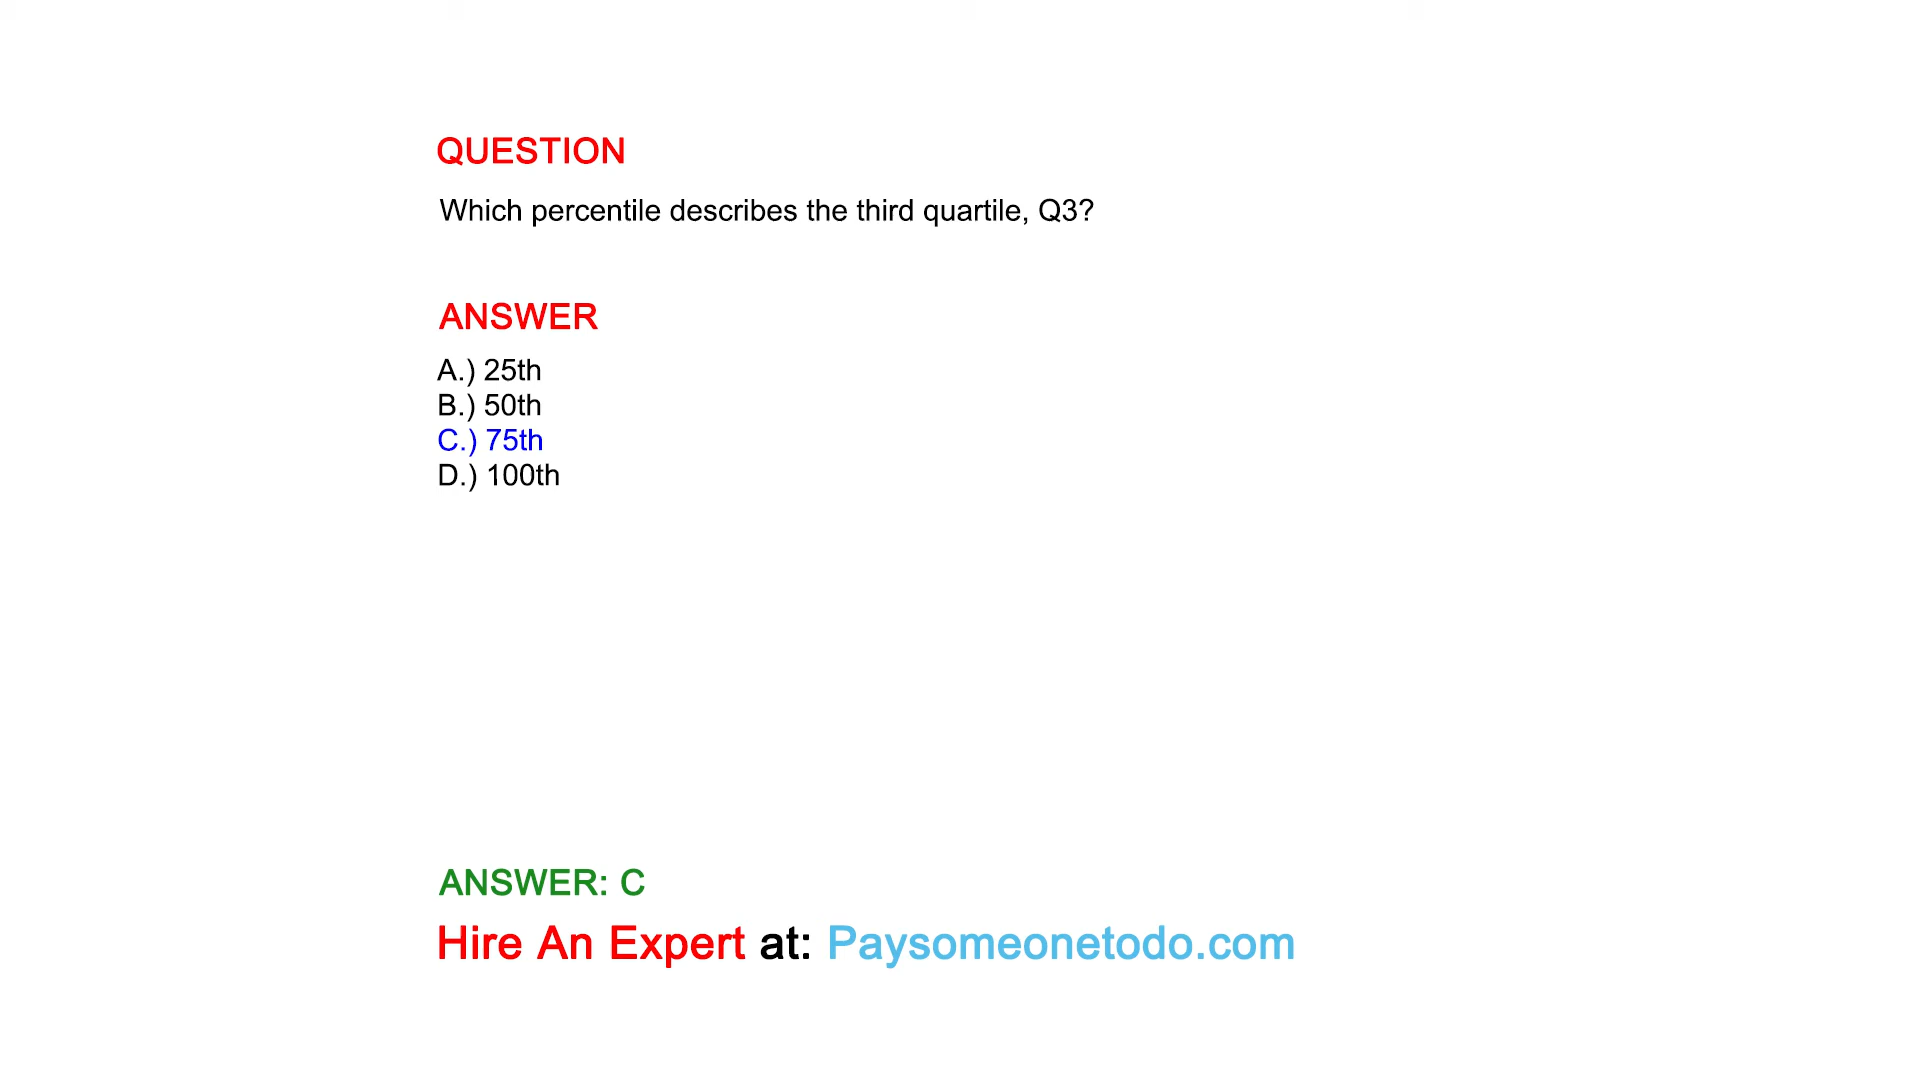 QUESTION
Which percentile describes the third quartile, Q3?
ANSWER
A.) 25th
B.) 50th
C.) 75th
D.) 100th
ANSWER: C
Hire An Expert at: Paysomeonetodo.com